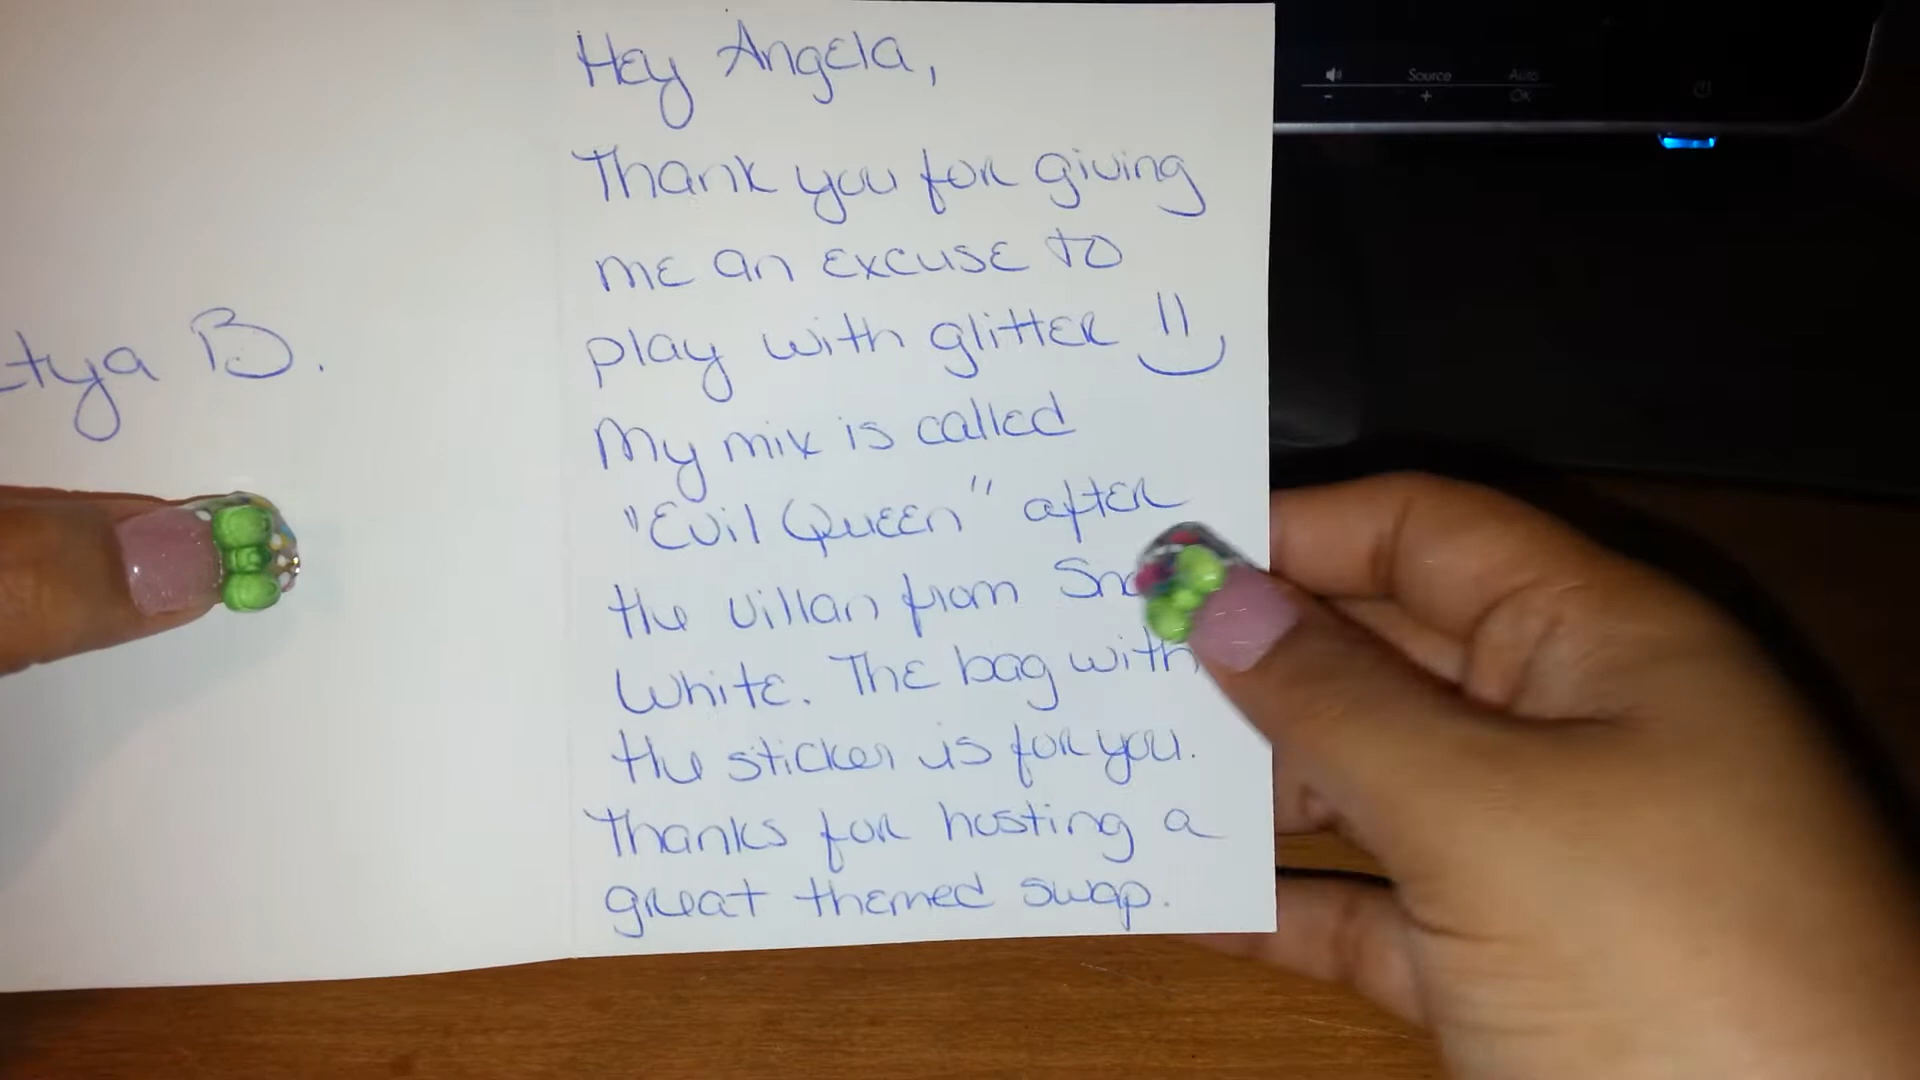 Hey Angela,
Thank you for giving
me an excuse to
play with glitter
My mix is called
"Evil Queen" after
the villan from
White. The bag with
the sticker is for you.
Thanks for hosting a
great themed swap.
tya B.
Source Auto
- + OK